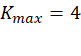 K_max = 4